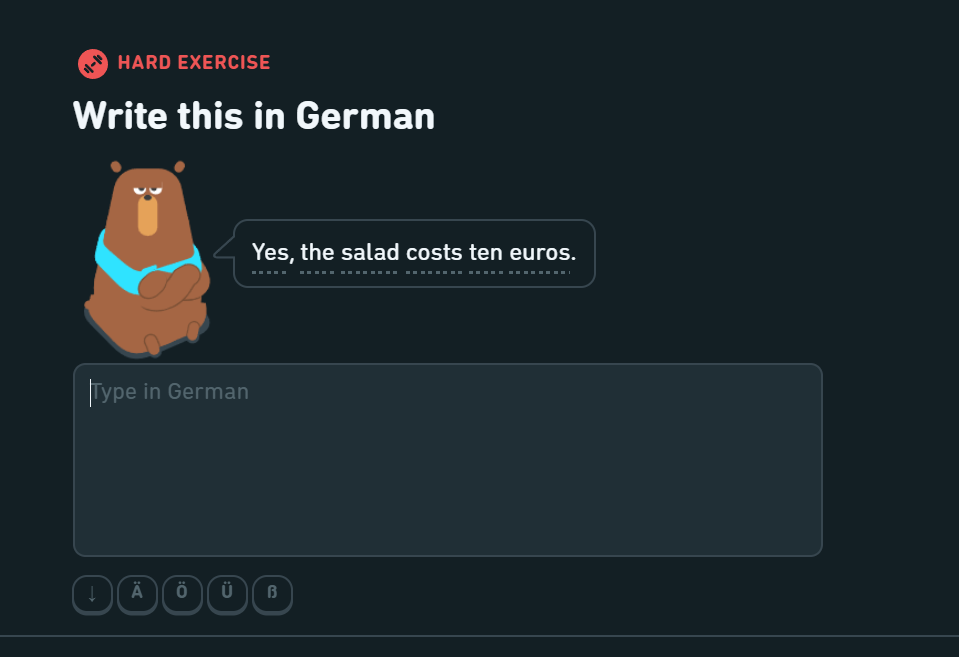 HARD EXERCISE
Write this in German
Yes, the salad costs ten euros.
Type in German
↓ Ä Ö Ü ß